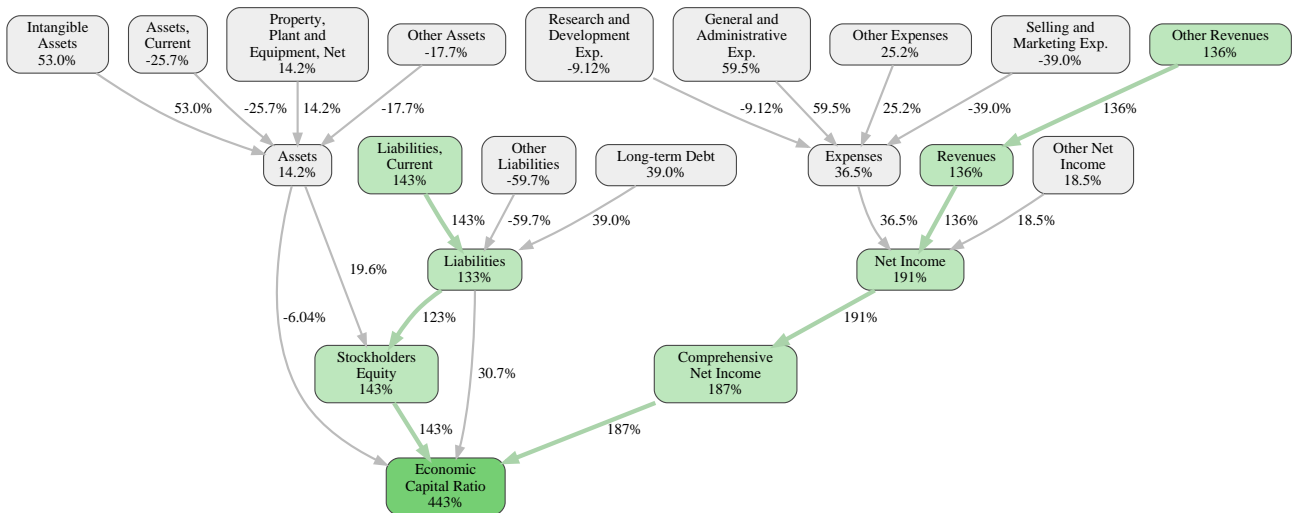 Intangible
Assets
53.0%
Assets,
Current
-25.7%
Property,
Plant and
Equipment, Net
14.2%
Other Assets
-17.7%
Research and
Development
Exp.
-9.12%
General and
Administrative
Exp.
59.5%
Other Expenses
25.2%
Selling and
Marketing Exp.
-39.0%
Other Revenues
136%
53.0%
-25.7%
14.2%
-17.7%
-9.12%
59.5%
25.2%
-39.0%
136%
Assets
14.2%
Liabilities,
Current
143%
Other
Liabilities
-59.7%
Long-term Debt
39.0%
Expenses
36.5%
Revenues
136%
Other Net
Income
18.5%
143%
-59.7%
39.0%
36.5%
136%
18.5%
Liabilities
133%
Net Income
191%
19.6%
-6.04%
123%
30.7%
191%
Stockholders
Equity
143%
Comprehensive
Net Income
187%
143%
187%
Economic
Capital Ratio
443%